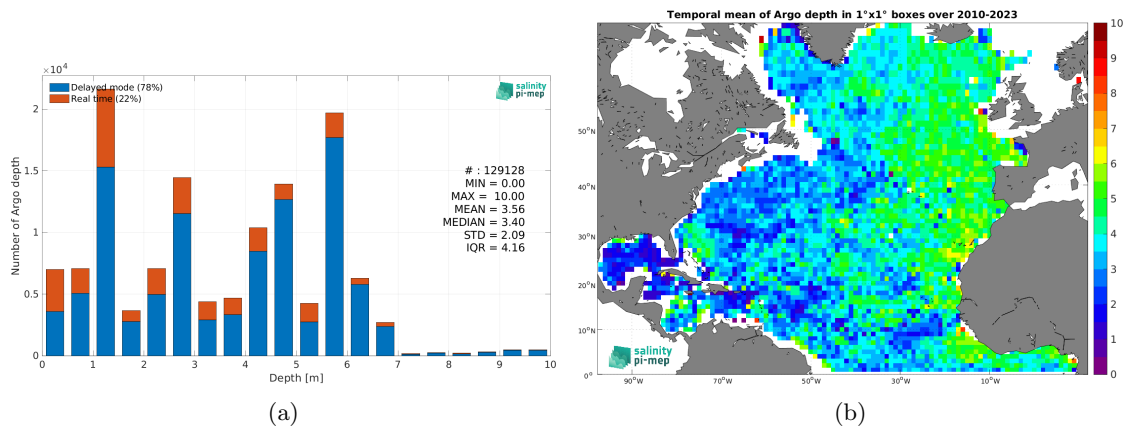 ×10⁴
Delayed mode (78%)
Real time (22%)
salinity
pi-mep
# : 129128
MIN = 0.00
MAX = 10.00
MEAN = 3.56
MEDIAN = 3.40
STD = 2.09
IQR = 4.16
Number of Argo depth
2
1.5
1
0.5
0
0 1 2 3 4 5 6 7 8 9 10
Depth [m]
(a)
Temporal mean of Argo depth in 1°x1° boxes over 2010-2023
50°N
40°N
30°N
20°N
10°N
0°
90°W 70°W 50°W 30°W 10°W
salinity
pi-mep
10
9
8
7
6
5
4
3
2
1
0
(b)